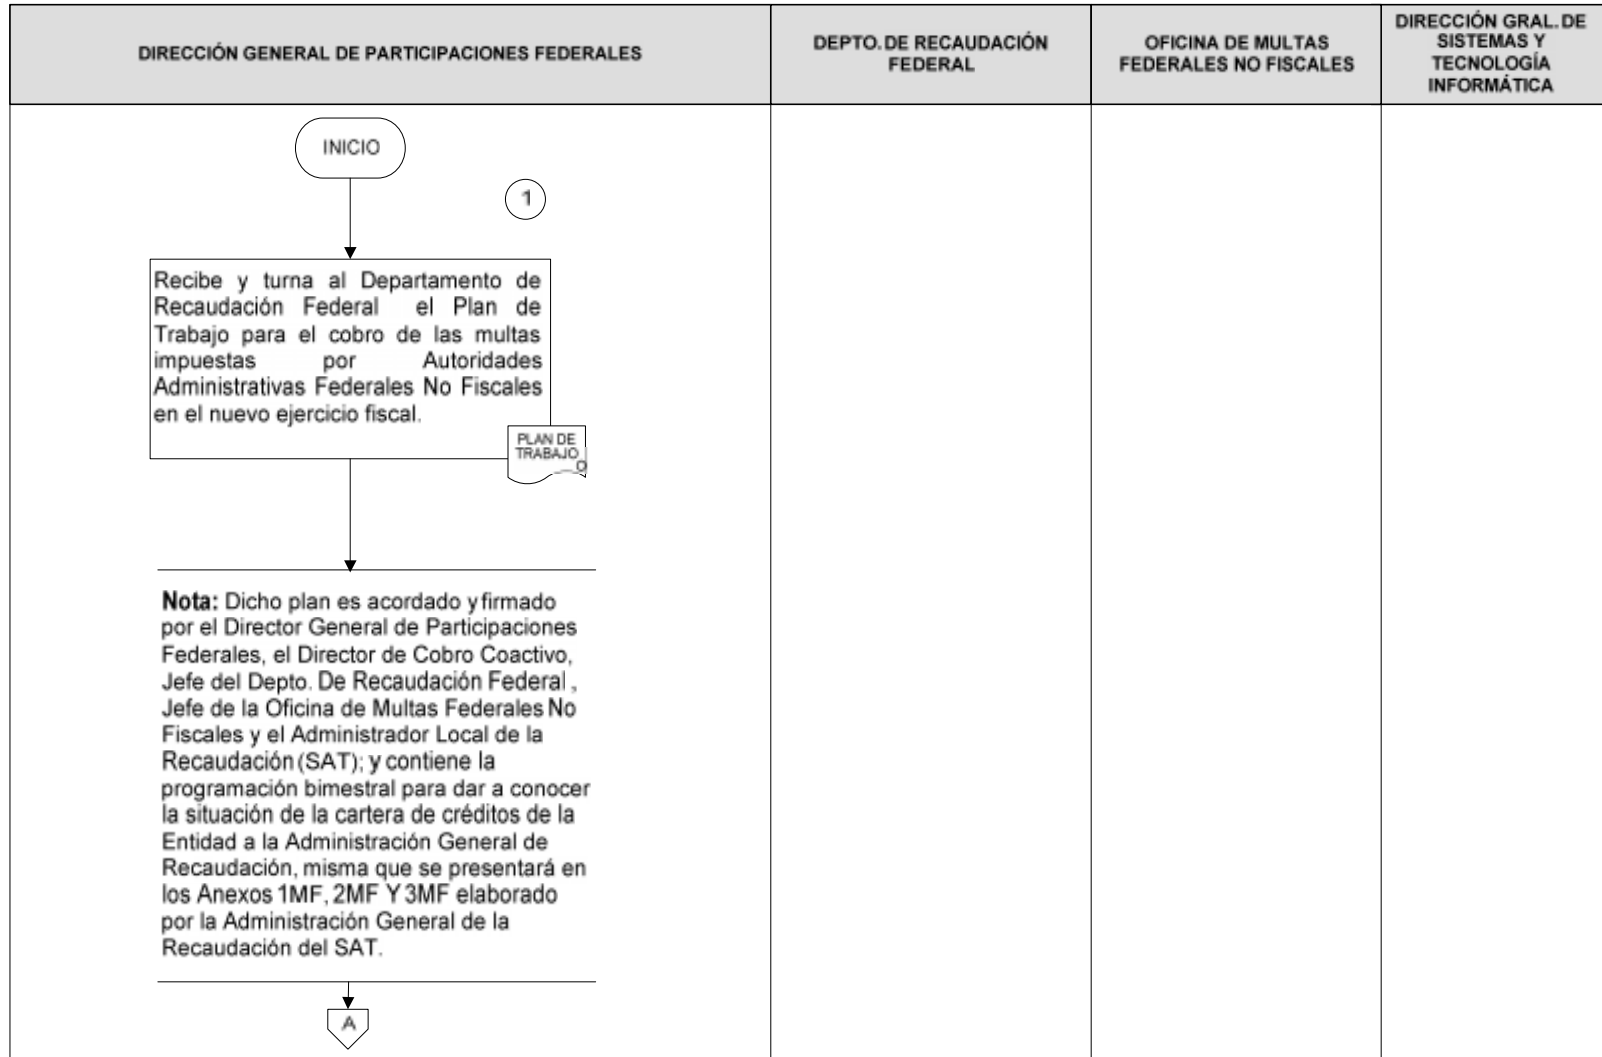 DIRECCIÓN GENERAL DE PARTICIPACIONES FEDERALES
DEPTO. DE RECAUDACIÓN
FEDERAL
OFICINA DE MULTAS
FEDERALES NO FISCALES
DIRECCIÓN GRAL. DE
SISTEMAS Y
TECNOLOGÍA
INFORMÁTICA
INICIO
1
Recibe y turna al Departamento de
Recaudación Federal el Plan de
Trabajo para el cobro de las multas
impuestas por Autoridades
Administrativas Federales No Fiscales
en el nuevo ejercicio fiscal.
PLAN DE
TRABAJO
O
Nota: Dicho plan es acordado y firmado
por el Director General de Participaciones
Federales, el Director de Cobro Coactivo,
Jefe del Depto. De Recaudación Federal ,
Jefe de la Oficina de Multas Federales No
Fiscales y el Administrador Local de la
Recaudación (SAT); y contiene la
programación bimestral para dar a conocer
la situación de la cartera de créditos de la
Entidad a la Administración General de
Recaudación, misma que se presentará en
los Anexos 1MF, 2MF Y 3MF elaborado
por la Administración General de la
Recaudación del SAT.
A